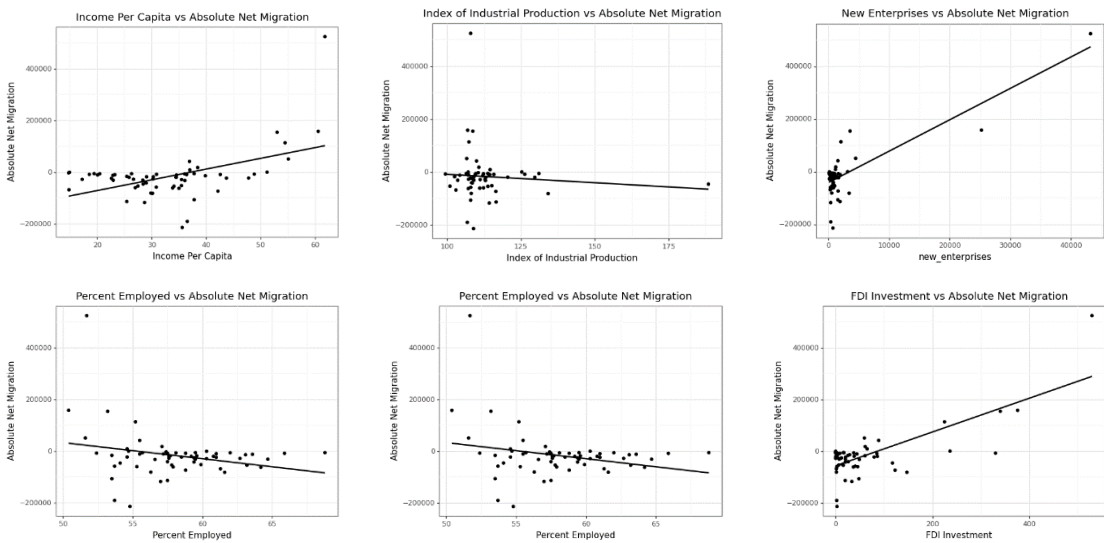 Income Per Capita vs Absolute Net Migration
Absolute Net Migration
400000
200000
0
−200000
20
30
40
50
60
Income Per Capita
Index of Industrial Production vs Absolute Net Migration
Absolute Net Migration
400000
200000
0
−200000
100
125
150
175
Index of Industrial Production
New Enterprises vs Absolute Net Migration
Absolute Net Migration
400000
200000
0
−200000
0
10000
20000
30000
40000
new_enterprises
Percent Employed vs Absolute Net Migration
Absolute Net Migration
400000
200000
0
−200000
50
55
60
65
Percent Employed
Percent Employed vs Absolute Net Migration
Absolute Net Migration
400000
200000
0
−200000
50
55
60
65
Percent Employed
FDI Investment vs Absolute Net Migration
Absolute Net Migration
400000
200000
0
−200000
0
200
400
FDI Investment